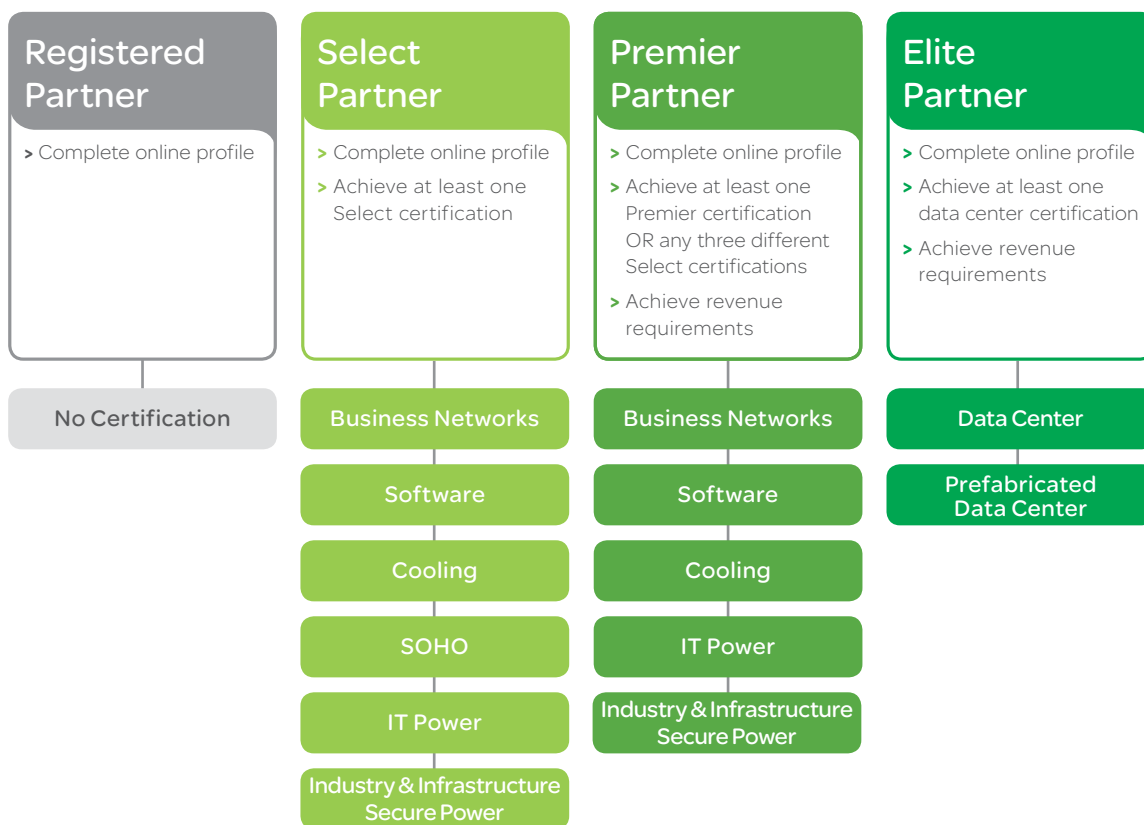 Registered
Partner
> Complete online profile
No Certification
Select
Partner
> Complete online profile
> Achieve at least one
Select certification
Business Networks
Software
Cooling
SOHO
IT Power
Industry & Infrastructure
Secure Power
Premier
Partner
> Complete online profile
> Achieve at least one
Premier certification
OR any three different
Select certifications
> Achieve revenue
requirements
Business Networks
Software
Cooling
IT Power
Industry & Infrastructure
Secure Power
Elite
Partner
> Complete online profile
> Achieve at least one
data center certification
> Achieve revenue
requirements
Data Center
Prefabricated
Data Center